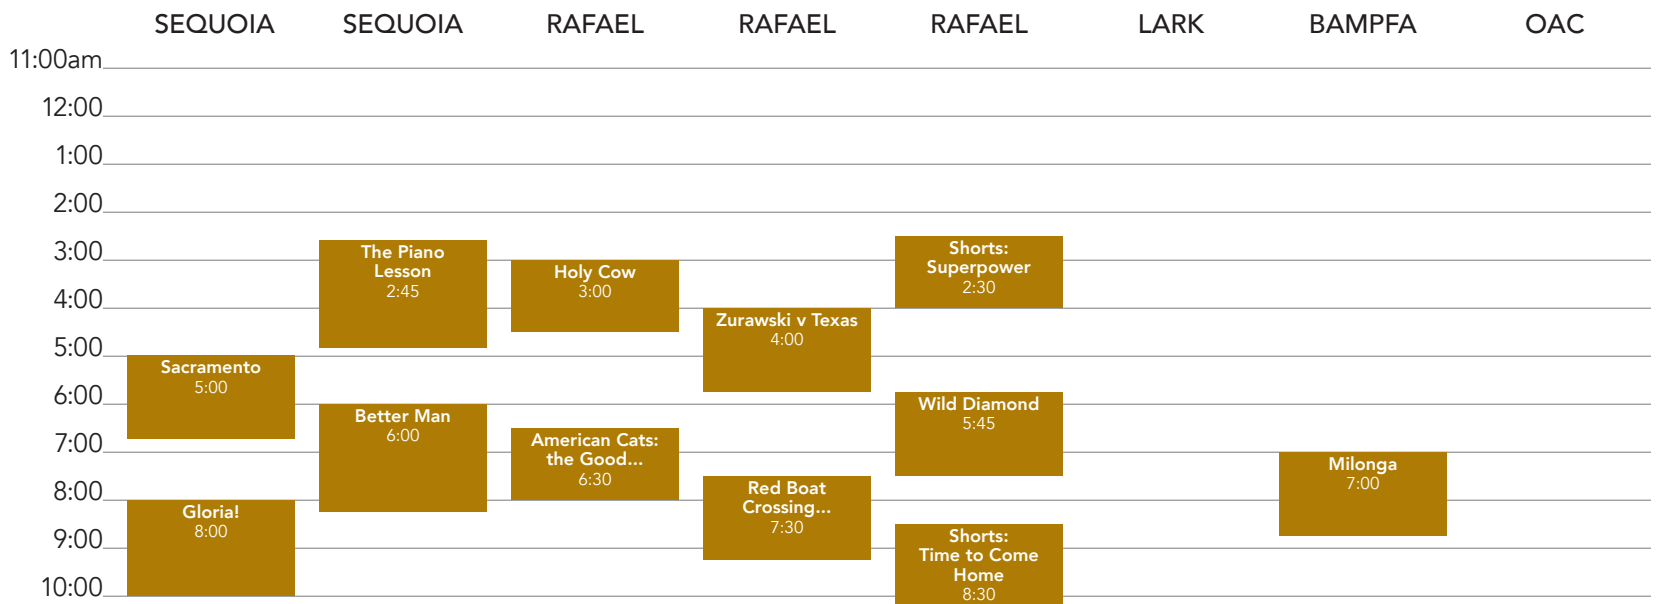 SEQUOIA SEQUOIA RAFAEL RAFAEL RAFAEL LARK BAMPFA OAC
11:00am
12:00
1:00
2:00
3:00
4:00
5:00
6:00
7:00
8:00
9:00
10:00
Sacramento
5:00
Gloria!
8:00
The Piano
Lesson
2:45
Better Man
6:00
Holy Cow
3:00
American Cats:
the Good...
6:30
Zurawski v Texas
4:00
Red Boat
Crossing...
7:30
Shorts:
Superpower
2:30
Wild Diamond
5:45
Shorts:
Time to Come
Home
8:30
Milonga
7:00